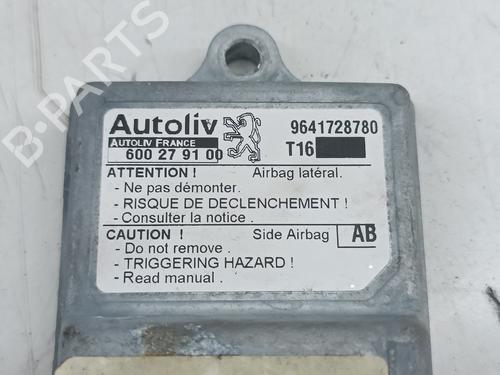 B-PARTS
Autoliv
9641728780
AUTOLIV FRANCE
T16
600 27 91 00
ATTENTION ! Airbag latéral.
- Ne pas démonter.
- RISQUE DE DECLENCHEMENT !
- Consulter la notice .
CAUTION ! Side Airbag AB
- Do not remove .
- TRIGGERING HAZARD !
- Read manual .